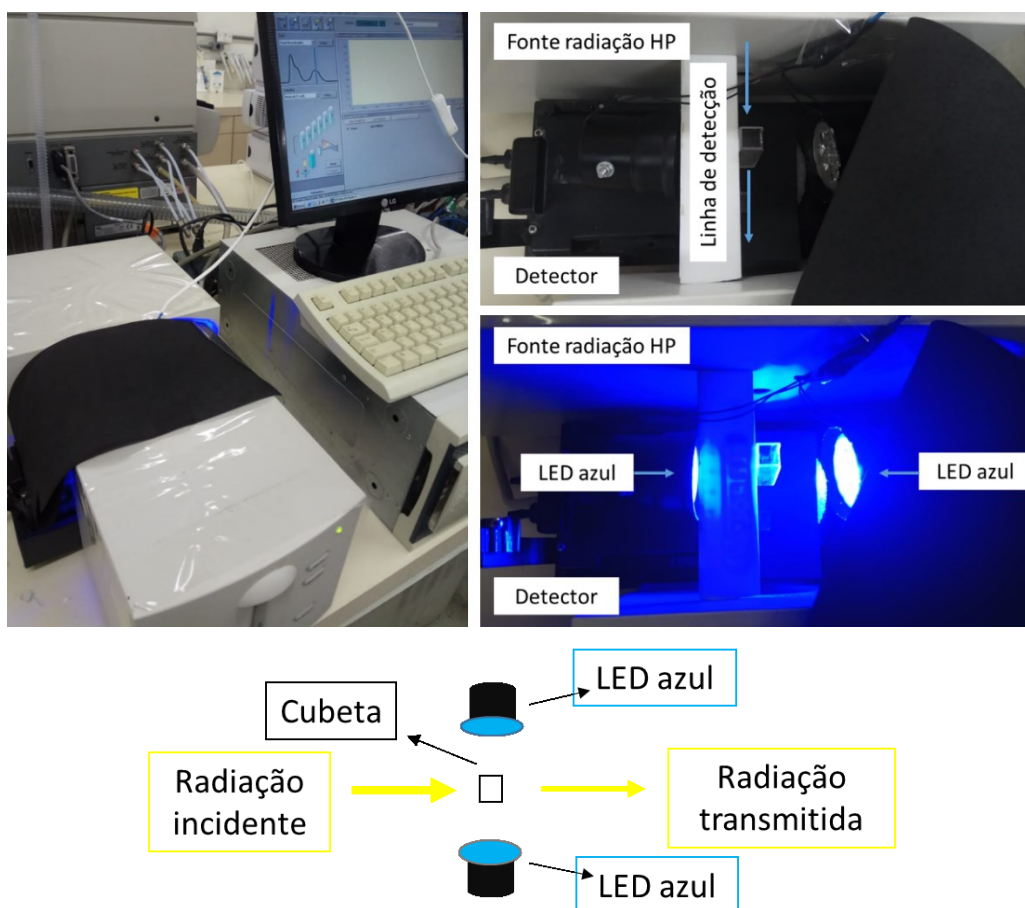 LG
Fonte radiação HP
Linha de detecção
Detector
Fonte radiação HP
LED azul
LED azul
Detector
LED azul
Cubeta
Radiação
incidente
Radiação
transmitida
LED azul